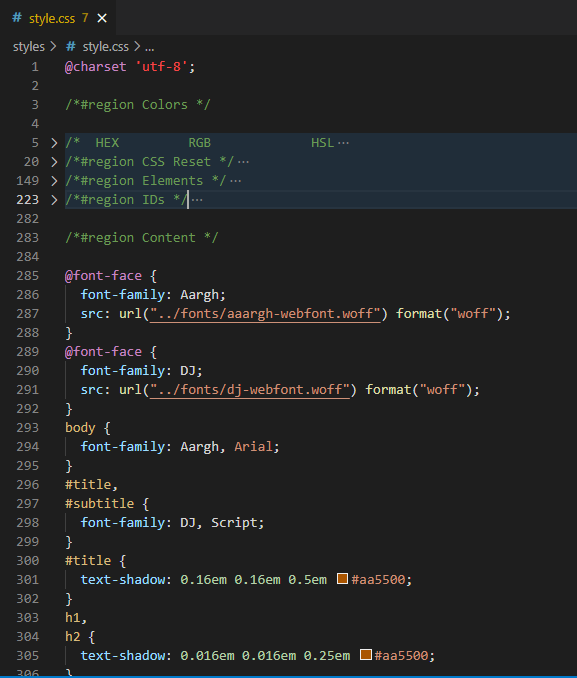 # style.css 7 ×
styles > # style.css > ...
1 @charset 'utf-8';
2
3 /*#region Colors */
4
5 > /*  HEX         RGB             HSL ···
20 > /*#region CSS Reset */ ···
149 > /*#region Elements */ ···
223 > /*#region IDs */ ···
282
283 /*#region Content */
284
285 @font-face {
286   font-family: Aargh;
287   src: url("../fonts/aaargh-webfont.woff") format("woff");
288 }
289 @font-face {
290   font-family: DJ;
291   src: url("../fonts/dj-webfont.woff") format("woff");
292 }
293 body {
294   font-family: Aargh, Arial;
295 }
296 #title,
297 #subtitle {
298   font-family: DJ, Script;
299 }
300 #title {
301   text-shadow: 0.16em 0.16em 0.5em #aa5500;
302 }
303 h1,
304 h2 {
305   text-shadow: 0.016em 0.016em 0.25em #aa5500;
306 }